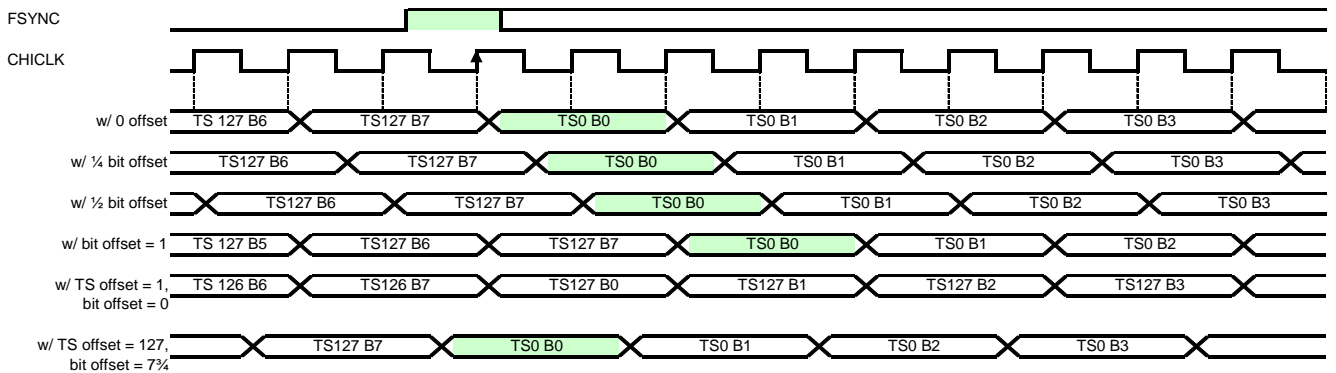 FSYNC
CHICLK
w/ 0 offset TS 127 B6 TS127 B7 TS0 B0 TS0 B1 TS0 B2 TS0 B3
w/ ¼ bit offset TS127 B6 TS127 B7 TS0 B0 TS0 B1 TS0 B2 TS0 B3
w/ ½ bit offset TS127 B6 TS127 B7 TS0 B0 TS0 B1 TS0 B2 TS0 B3
w/ bit offset = 1 TS 127 B5 TS127 B6 TS127 B7 TS0 B0 TS0 B1 TS0 B2
w/ TS offset = 1, TS 126 B6 TS126 B7 TS127 B0 TS127 B1 TS127 B2 TS127 B3
bit offset = 0
w/ TS offset = 127, TS127 B7 TS0 B0 TS0 B1 TS0 B2 TS0 B3
bit offset = 7¾